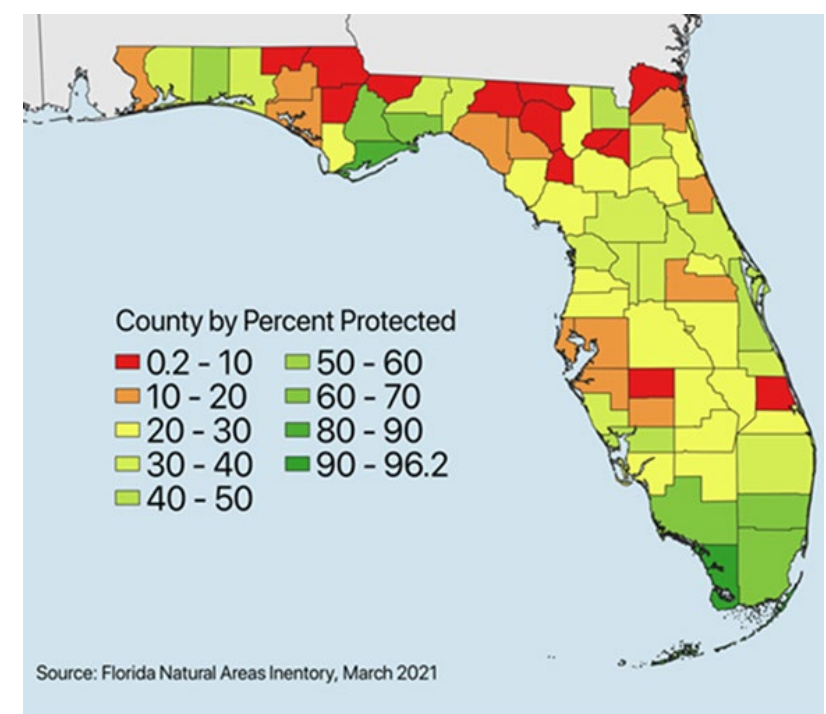 County by Percent Protected
0.2 - 10
10 - 20
20 - 30
30 - 40
40 - 50
50 - 60
60 - 70
80 - 90
90 - 96.2
Source: Florida Natural Areas Inentory, March 2021